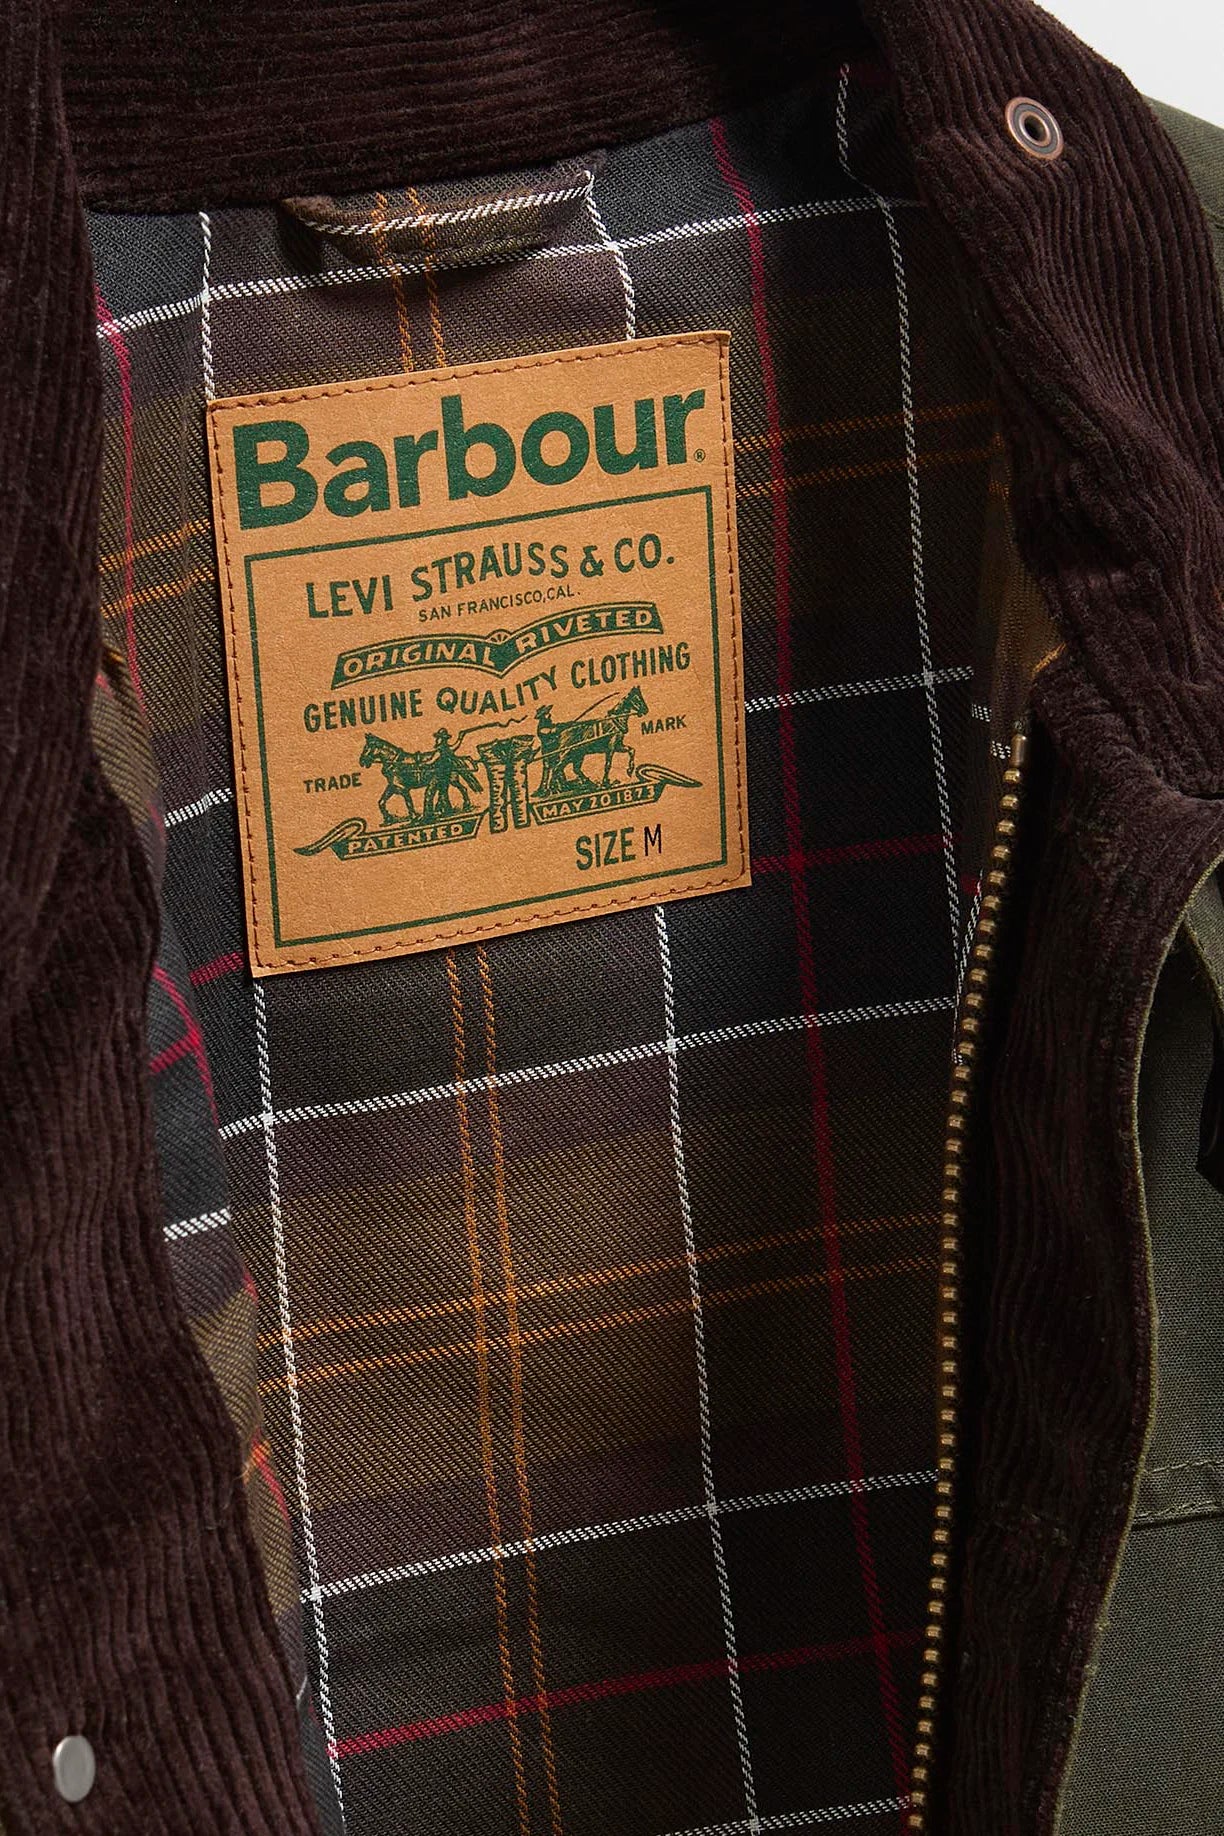 Barbour®
LEVI STRAUSS & CO.
SAN FRANCISCO, CAL.
ORIGINAL RIVETED
GENUINE QUALITY CLOTHING
TRADE MARK
PATENTED MAY 20 1873
SIZE M